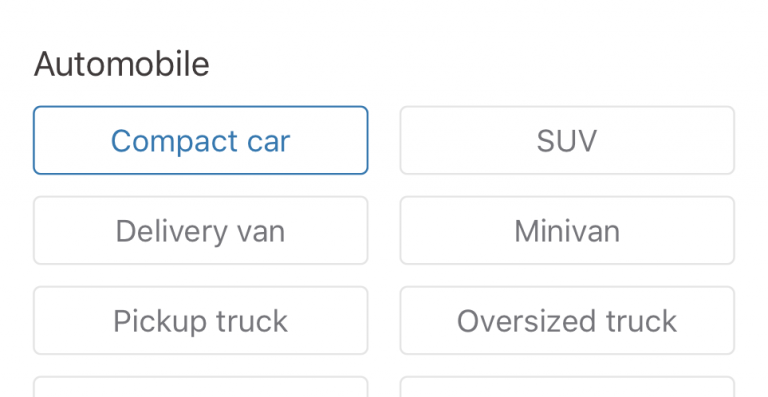 Automobile
Compact car
SUV
Delivery van
Minivan
Pickup truck
Oversized truck